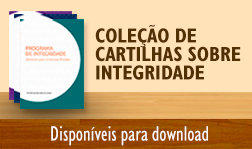 PROGRAMA
DE INTEGRIDADE
COLEÇÃO DE
CARTILHAS SOBRE
INTEGRIDADE
Disponíveis para download